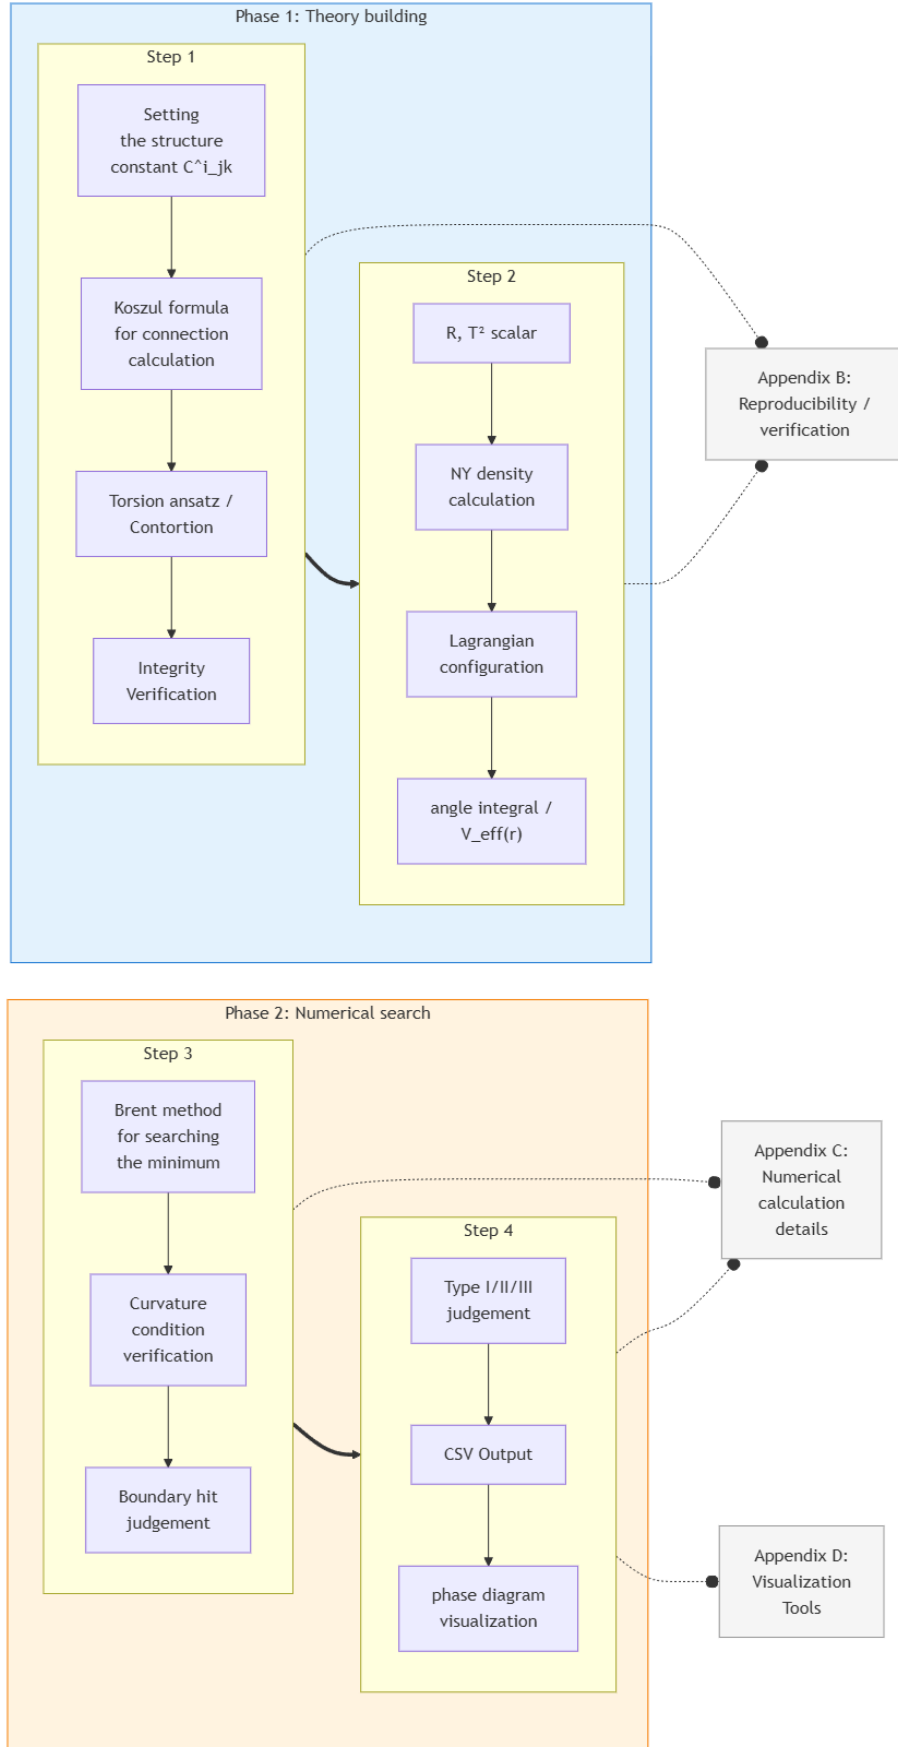 Phase 1: Theory building
Step 1
Setting
the structure
constant C^i_jk
Koszul formula
for connection
calculation
Torsion ansatz /
Contortion
Integrity
Verification
Step 2
R, T² scalar
NY density
calculation
Lagrangian
configuration
angle integral /
V_eff(r)
Appendix B:
Reproducibility /
verification
Phase 2: Numerical search
Step 3
Brent method
for searching
the minimum
Curvature
condition
verification
Boundary hit
judgement
Step 4
Type I/II/III
judgement
CSV Output
phase diagram
visualization
Appendix C:
Numerical
calculation
details
Appendix D:
Visualization
Tools